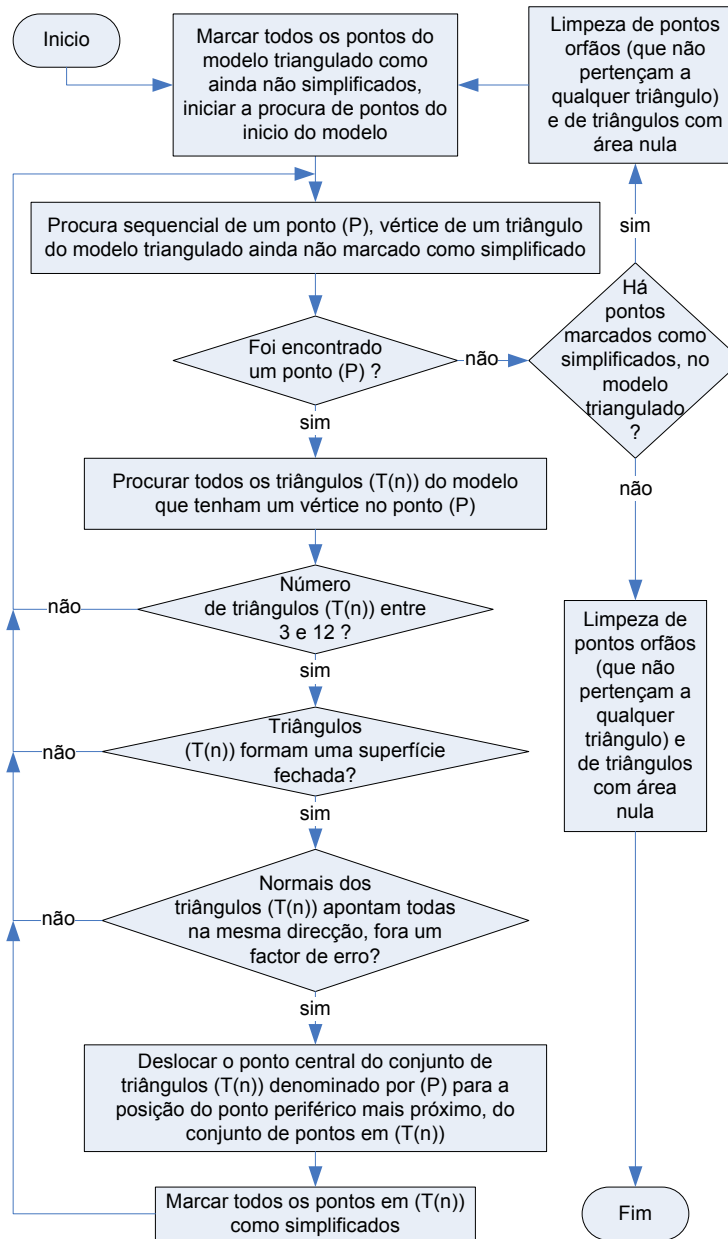 Inicio
Marcar todos os pontos do
modelo triangulado como
ainda não simplificados,
iniciar a procura de pontos do
inicio do modelo
Limpeza de pontos
orfãos (que não
pertençam a
qualquer triângulo)
e de triângulos com
área nula
Procura sequencial de um ponto (P), vértice de um triângulo
do modelo triangulado ainda não marcado como simplificado
sim
Foi encontrado
um ponto (P) ?
não
Há
pontos
marcados como
simplificados, no
modelo
triangulado
?
sim
não
Procurar todos os triângulos (T(n)) do modelo
que tenham um vértice no ponto (P)
Número
de triângulos (T(n)) entre
3 e 12 ?
não
sim
Limpeza de
pontos orfãos
(que não
pertençam a
qualquer
triângulo) e
de triângulos
com área
nula
Triângulos
(T(n)) formam uma superfície
fechada?
não
sim
Normais dos
triângulos (T(n)) apontam todas
na mesma direcção, fora um
factor de erro?
não
sim
Deslocar o ponto central do conjunto de
triângulos (T(n)) denominado por (P) para a
posição do ponto periférico mais próximo, do
conjunto de pontos em (T(n))
Marcar todos os pontos em (T(n))
como simplificados
Fim